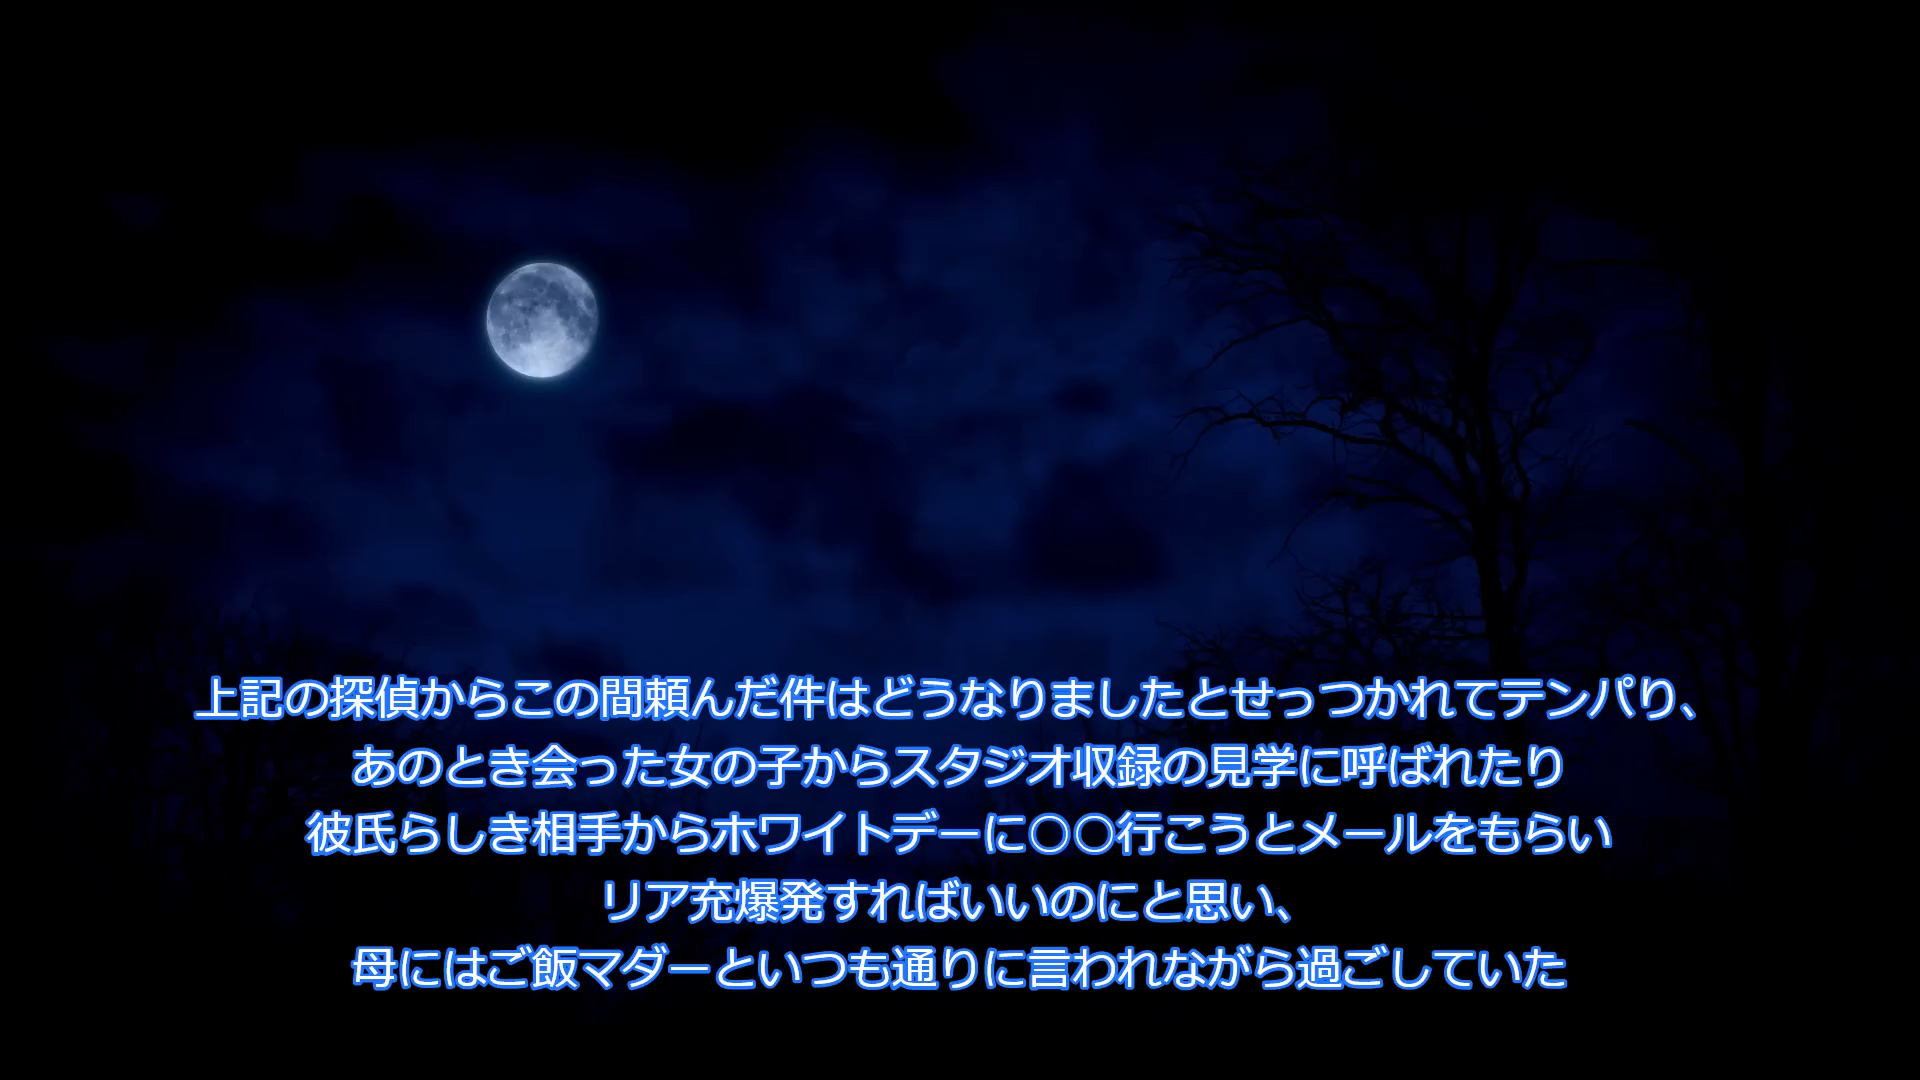 上記の探偵からこの間頼んだ件はどうなりましたとせっつかれてテンパり、
あのとき会った女の子からスタジオ収録の見学に呼ばれたり
彼氏らしき相手からホワイトデーに○○行こうとメールをもらい
リア充爆発すればいいのにと思い、
母にはご飯マダーといつも通りに言われながら過ごしていた